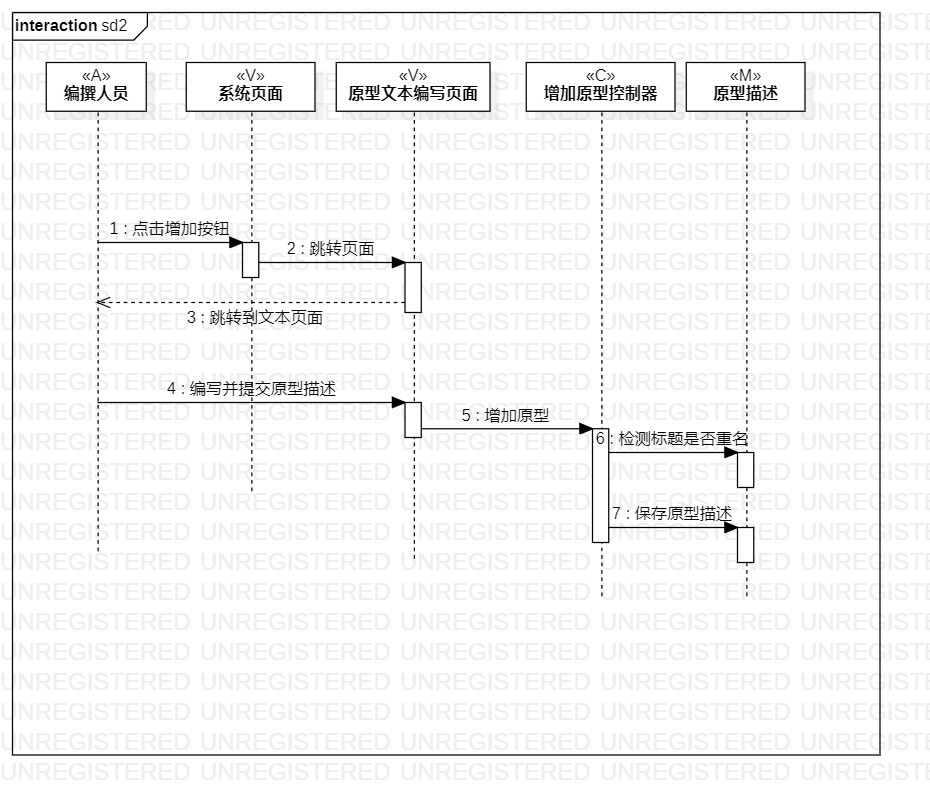 interaction sd2
«A»
编撰人员
«V»
系统页面
«V»
原型文本编写页面
«C»
增加原型控制器
«M»
原型描述
1 : 点击增加按钮
2 : 跳转页面
3 : 跳转到文本页面
4 : 编写并提交原型描述
5 : 增加原型
6 : 检测标题是否重名
7 : 保存原型描述
UNREGISTERED